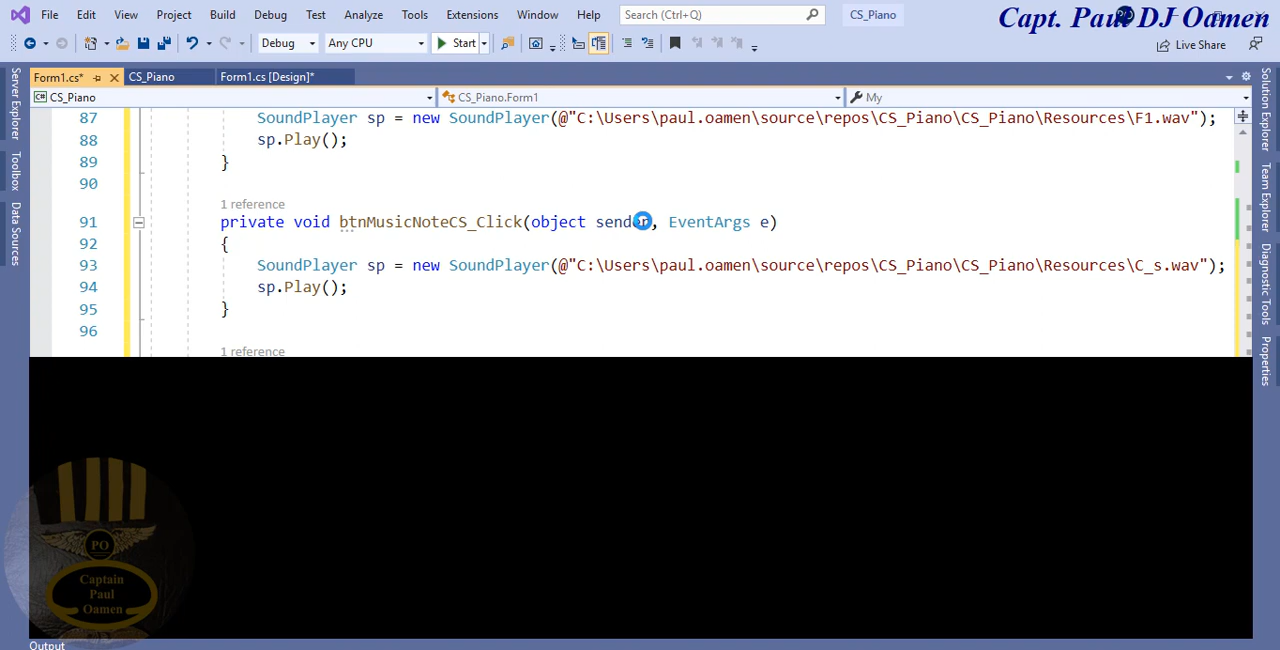 File Edit View Project Build Debug Test Analyze Tools Extensions Window Help Search (Ctrl+Q) CS_Piano
Capt. Paul DJ Oamen
Debug Any CPU Start Live Share
Form1.cs* CS_Piano Form1.cs [Design]*
CS_Piano CS_Piano.Form1 My
Server Explorer
Toolbox
Data Sources
87 SoundPlayer sp = new SoundPlayer(@"C:\Users\paul.oamen\source\repos\CS_Piano\CS_Piano\Resources\F1.wav");
88 sp.Play();
89 }
90
1 reference
91 private void btnMusicNoteCS_Click(object sender, EventArgs e)
92 {
93 SoundPlayer sp = new SoundPlayer(@"C:\Users\paul.oamen\source\repos\CS_Piano\CS_Piano\Resources\C_s.wav");
94 sp.Play();
95 }
96
1 reference
Solution Explorer
Team Explorer
Diagnostic Tools
Properties
PO
Captain
Paul
Oamen
Output